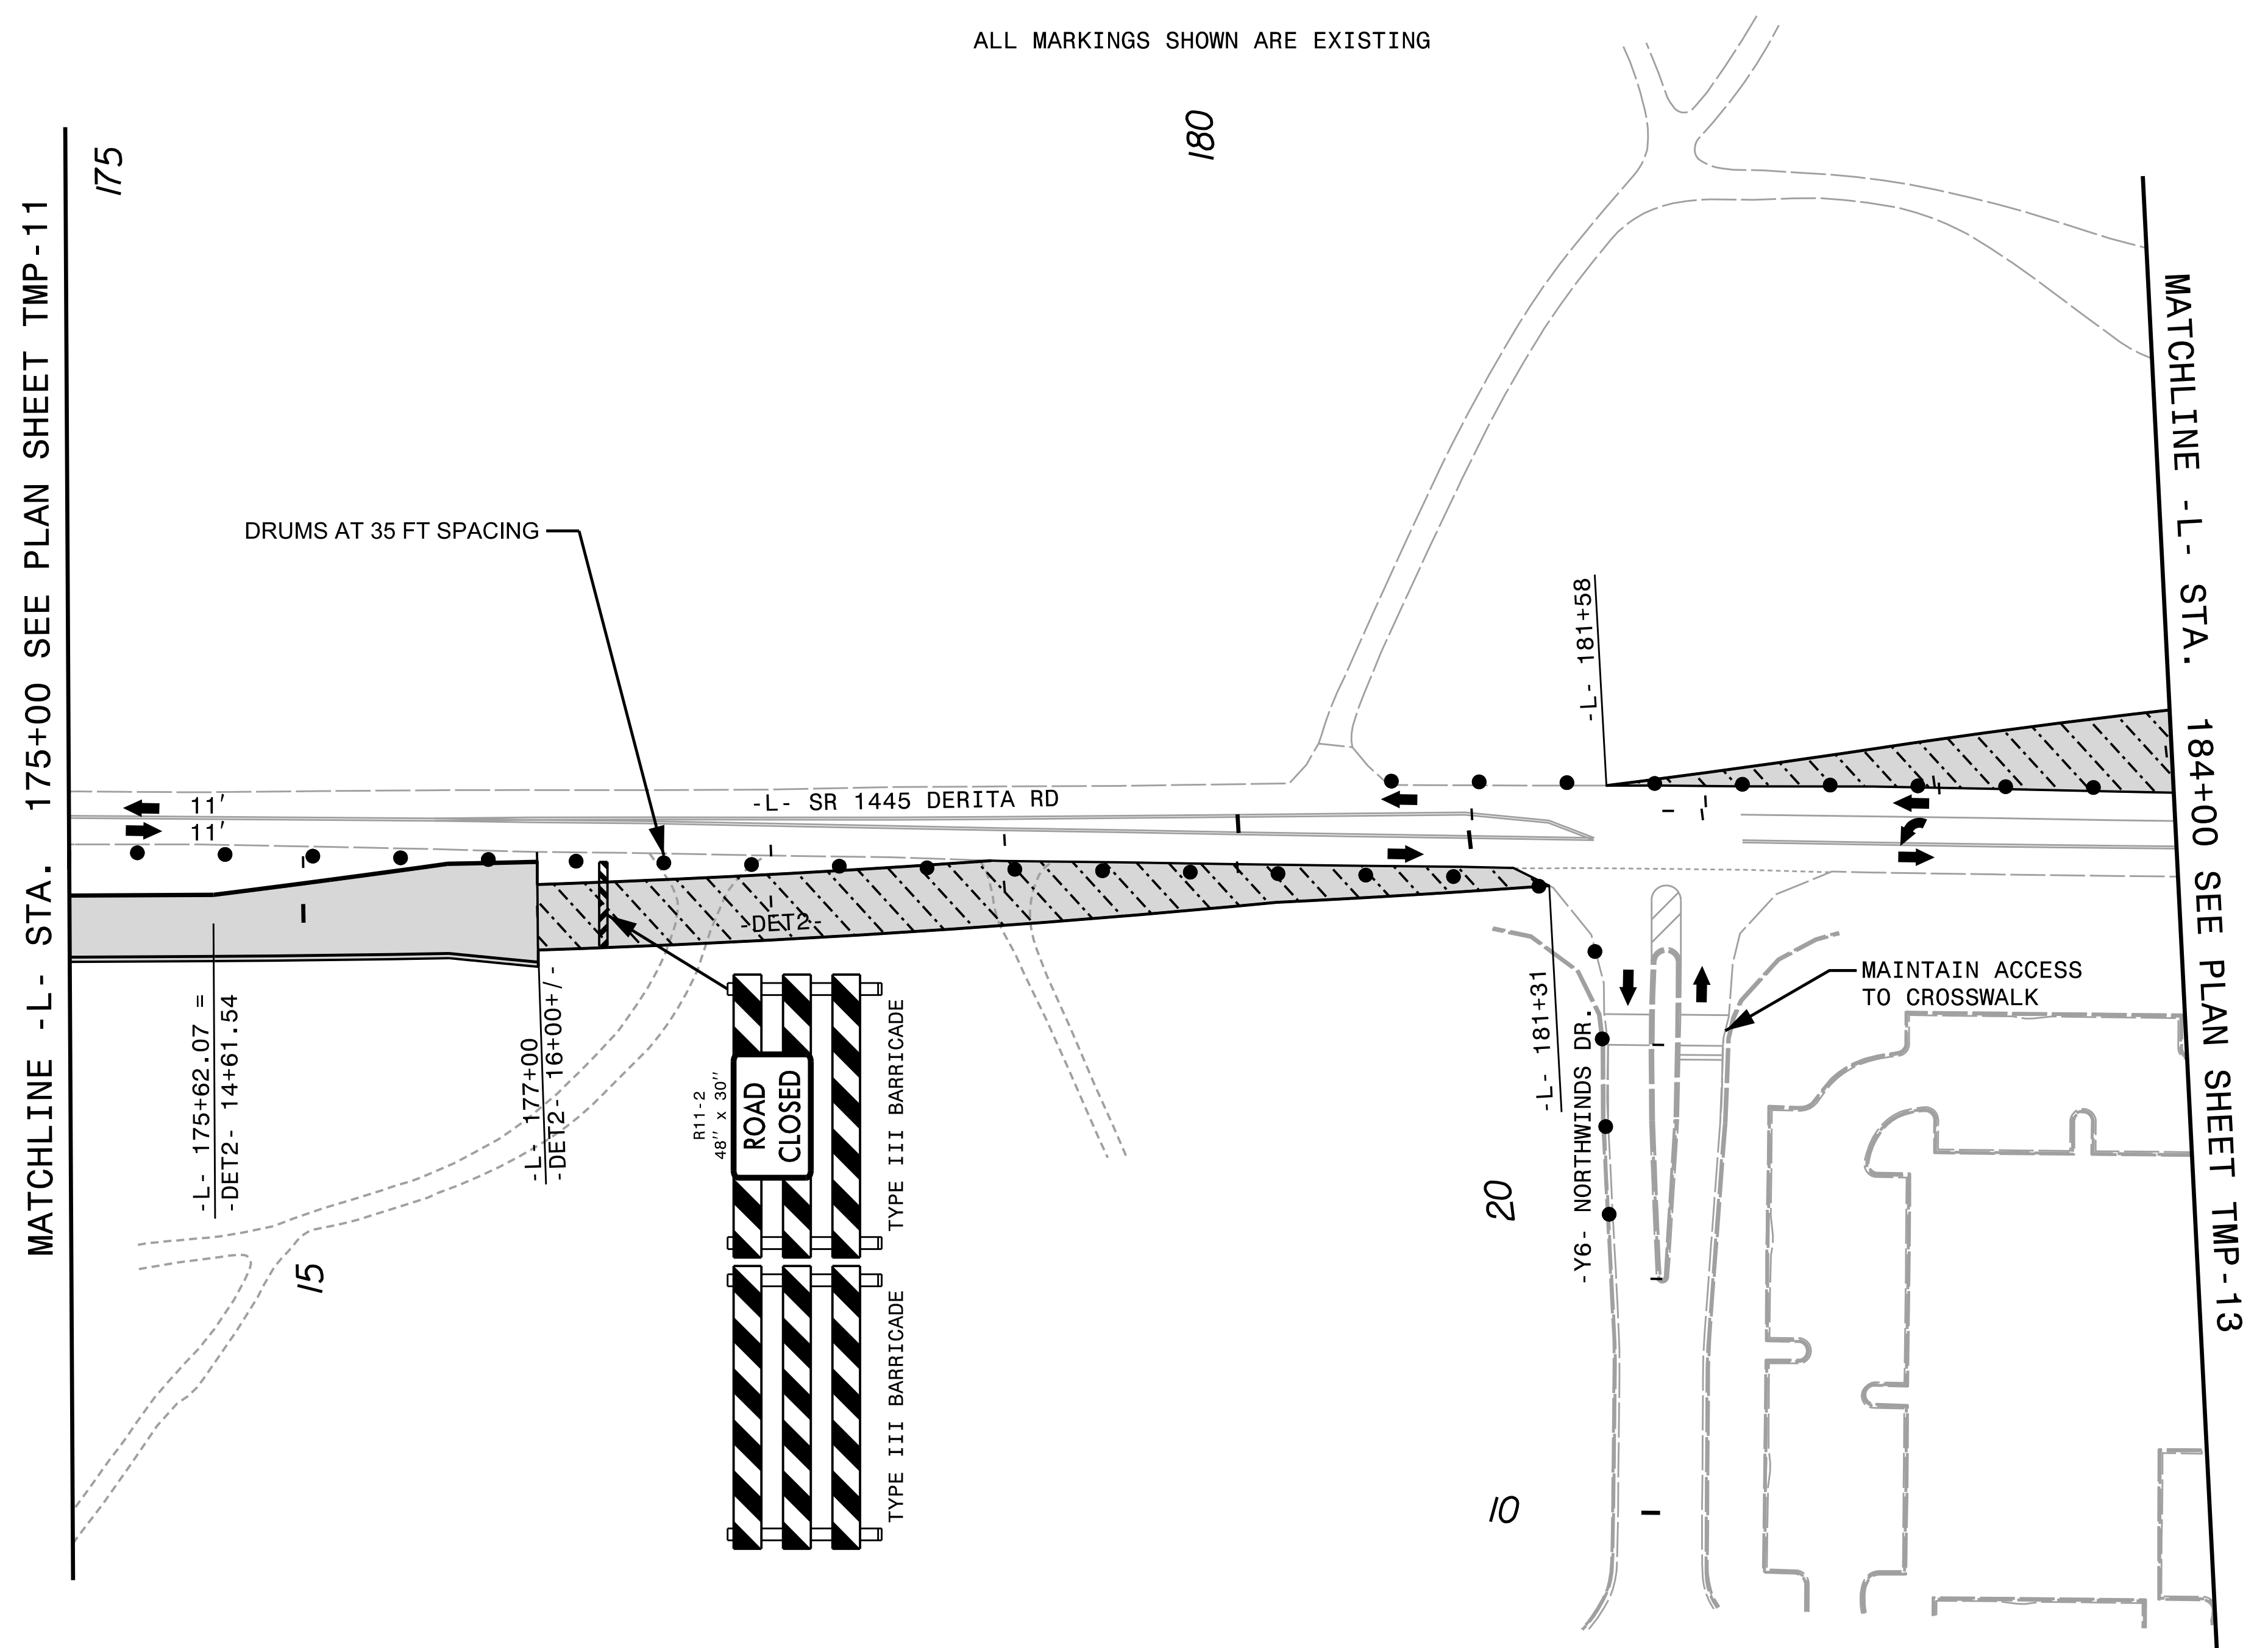 ALL MARKINGS SHOWN ARE EXISTING
175
180
MATCHLINE -L- STA. 175+00 SEE PLAN SHEET TMP-11
MATCHLINE -L- STA. 184+00 SEE PLAN SHEET TMP-13
DRUMS AT 35 FT SPACING
-L- 181+58
11'
11'
-L- SR 1445 DERITA RD
-DET2-
-L- 175+62.07 =
-DET2- 14+61.54
-L- 177+00
-DET2- 16+00+/-
-L- 181+31
-Y6- NORTHWINDS DR.
MAINTAIN ACCESS
TO CROSSWALK
R11-2
48" x 30"
ROAD
CLOSED
TYPE III BARRICADE
TYPE III BARRICADE
15
20
10